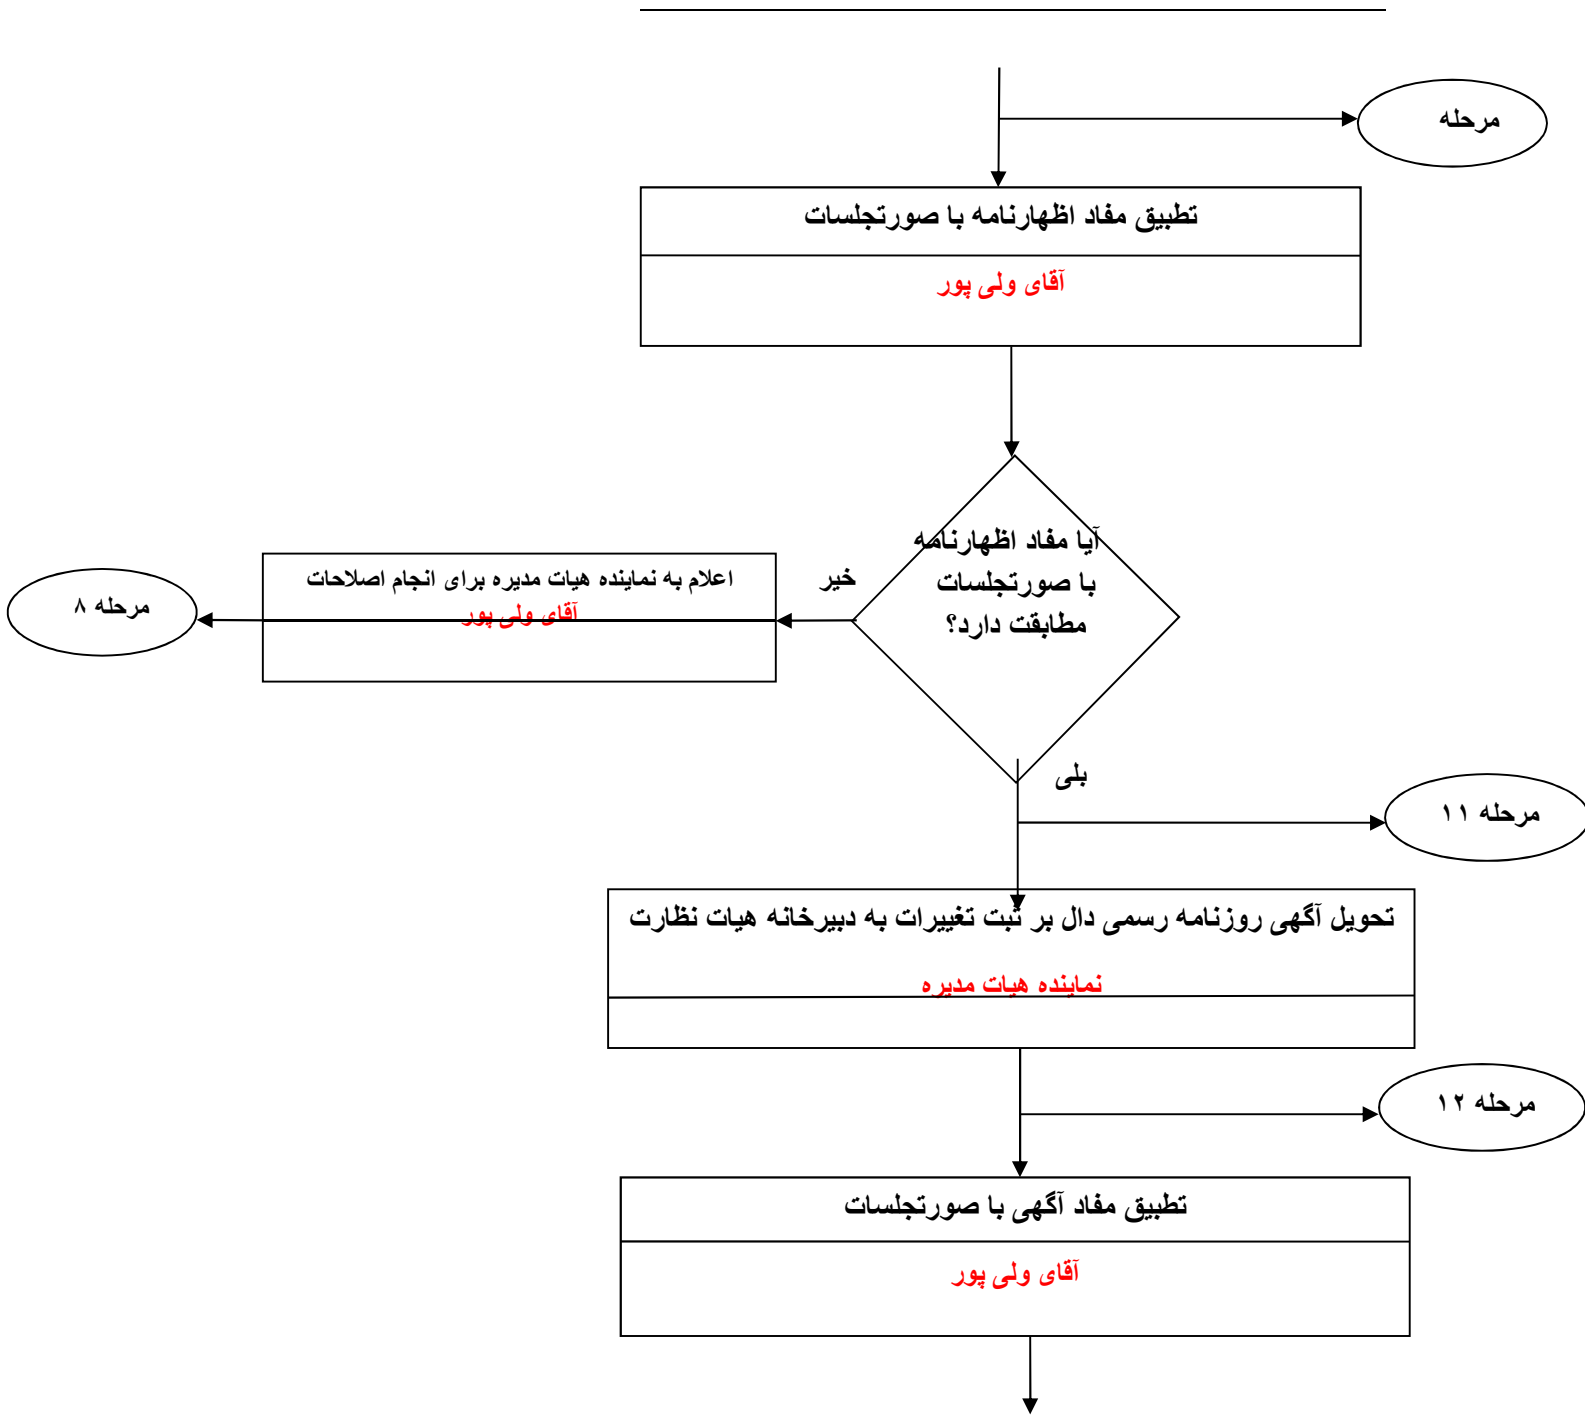 مرحله
تطبیق مفاد اظهارنامه با صورتجلسات
آقای ولی پور
آیا مفاد اظهارنامه
با صورتجلسات
مطابقت دارد؟
خیر
اعلام به نماینده هیات مدیره برای انجام اصلاحات
آقای ولی پور
مرحله ۸
بلی
مرحله ۱۱
تحویل آگهی روزنامه رسمی دال بر ثبت تغییرات به دبیرخانه هیات نظارت
نماینده هیات مدیره
مرحله ۱۲
تطبیق مفاد آگهی با صورتجلسات
آقای ولی پور